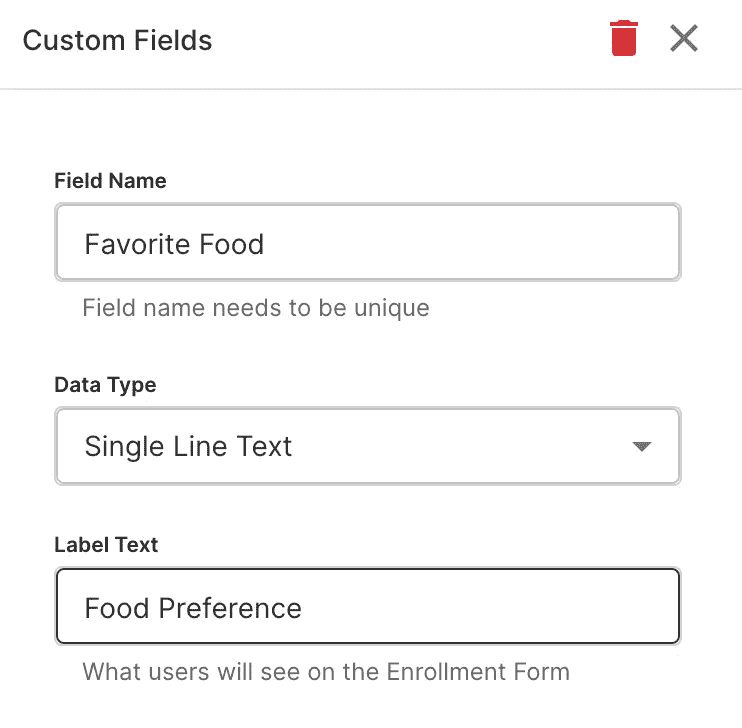 Custom Fields
Field Name
Favorite Food
Field name needs to be unique
Data Type
Single Line Text
Label Text
Food Preference
What users will see on the Enrollment Form